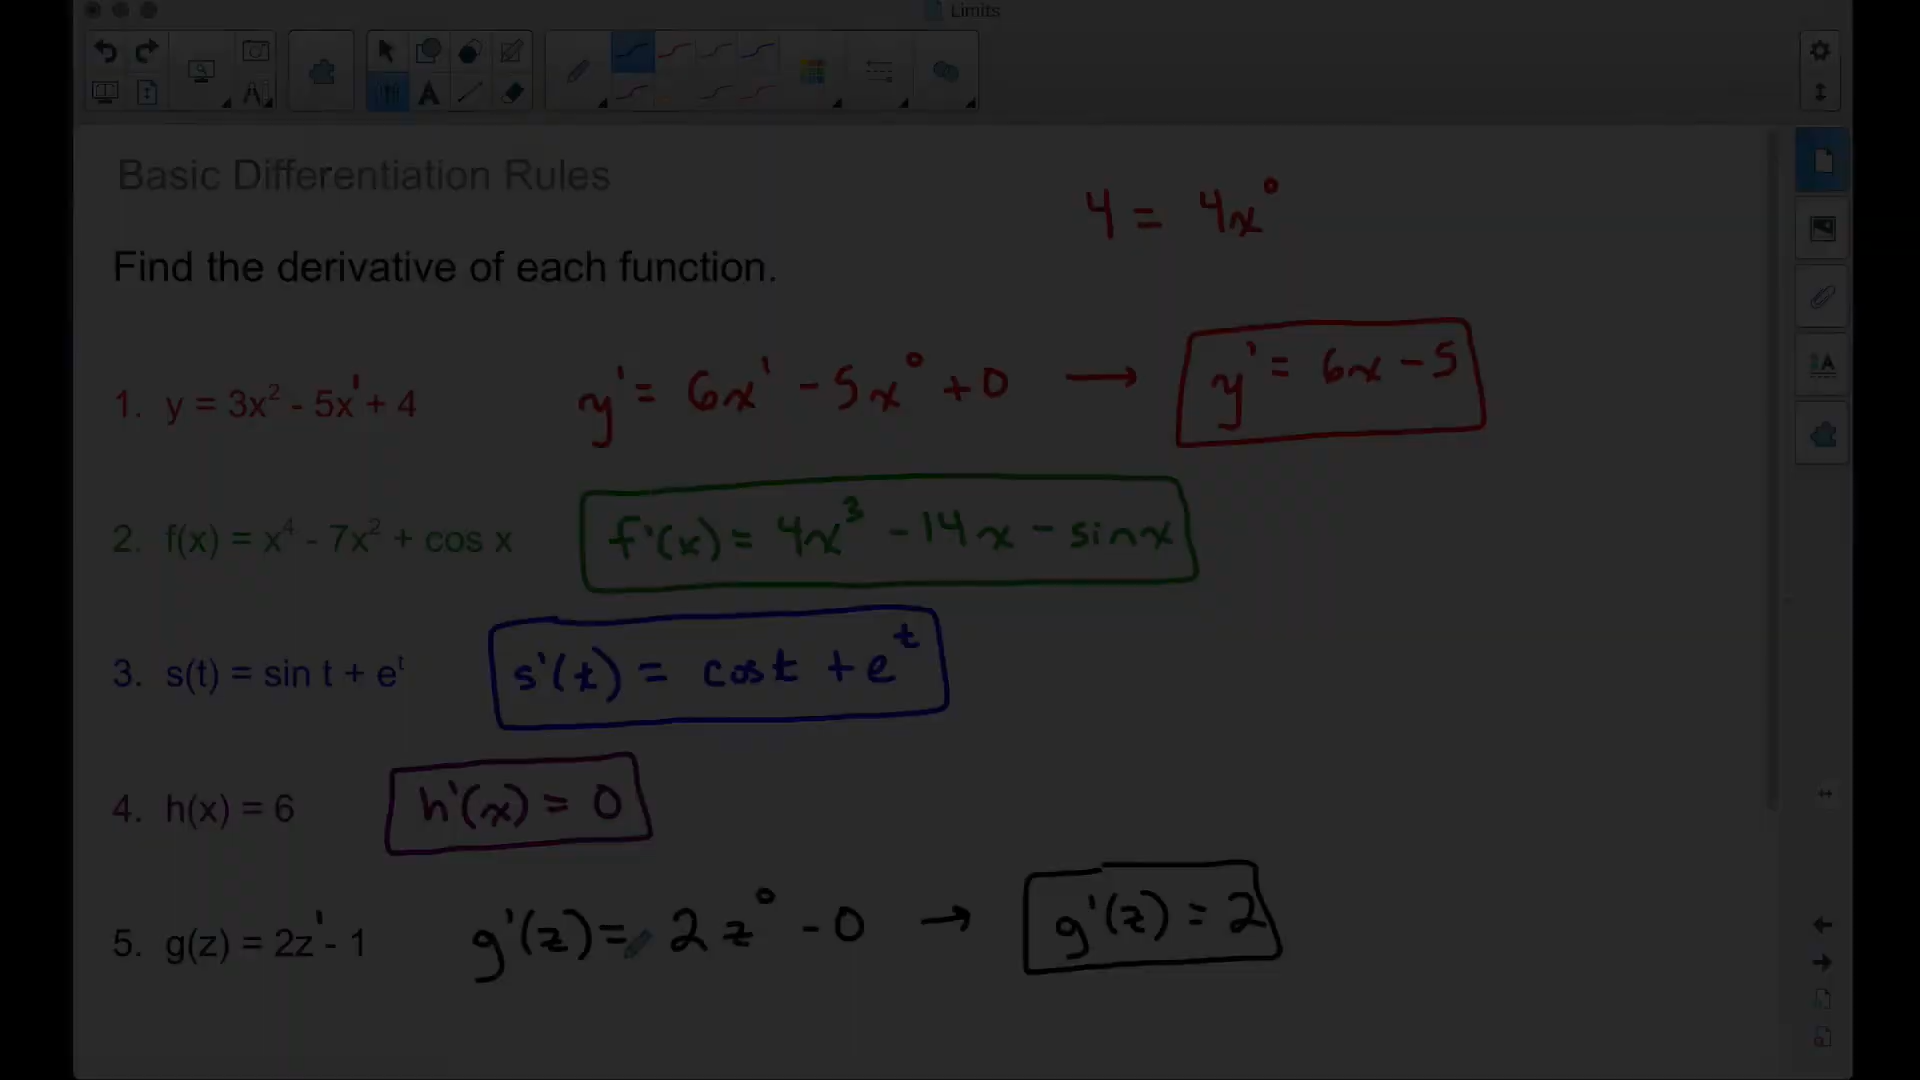 Limits
Basic Differentiation Rules
4 = 4x⁰
Find the derivative of each function.
1. y = 3x² - 5x¹ + 4 y' = 6x¹ - 5x⁰ + 0 → y' = 6x - 5
2. f(x) = x⁴ - 7x² + cos x f'(x) = 4x³ - 14x - sinx
3. s(t) = sin t + eᵗ s'(t) = cost + eᵗ
4. h(x) = 6 h'(x) = 0
5. g(z) = 2z¹ - 1 g'(z) = 2z⁰ - 0 → g'(z) = 2